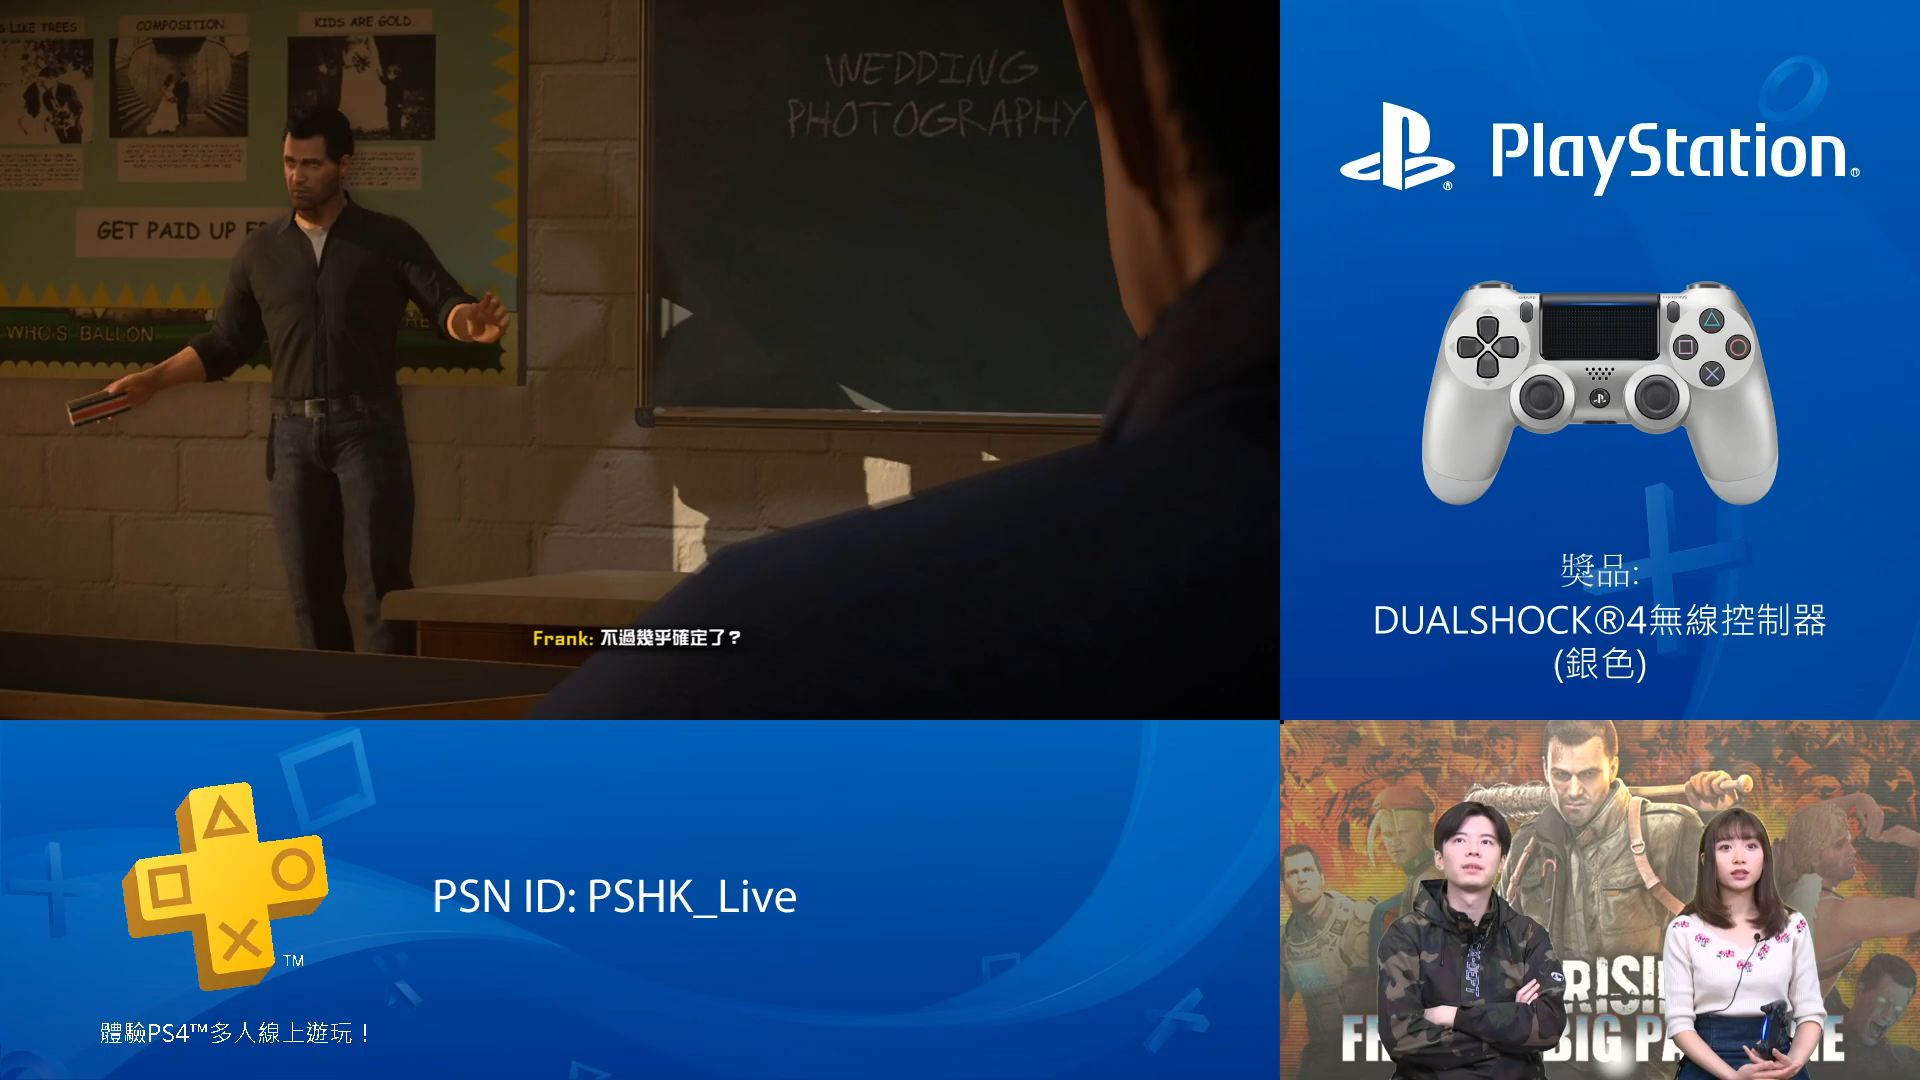 S LIKE TREES
COMPOSITION
KIDS ARE GOLD
GET PAID UP
WHO'S BALLON
WEDDING
PHOTOGRAPHY
Frank: 不過幾乎確定了？
PlayStation®
獎品:
DUALSHOCK®4無線控制器
(銀色)
TM
PSN ID: PSHK_Live
體驗PS4™多人線上遊玩！
RISI
BIG PA